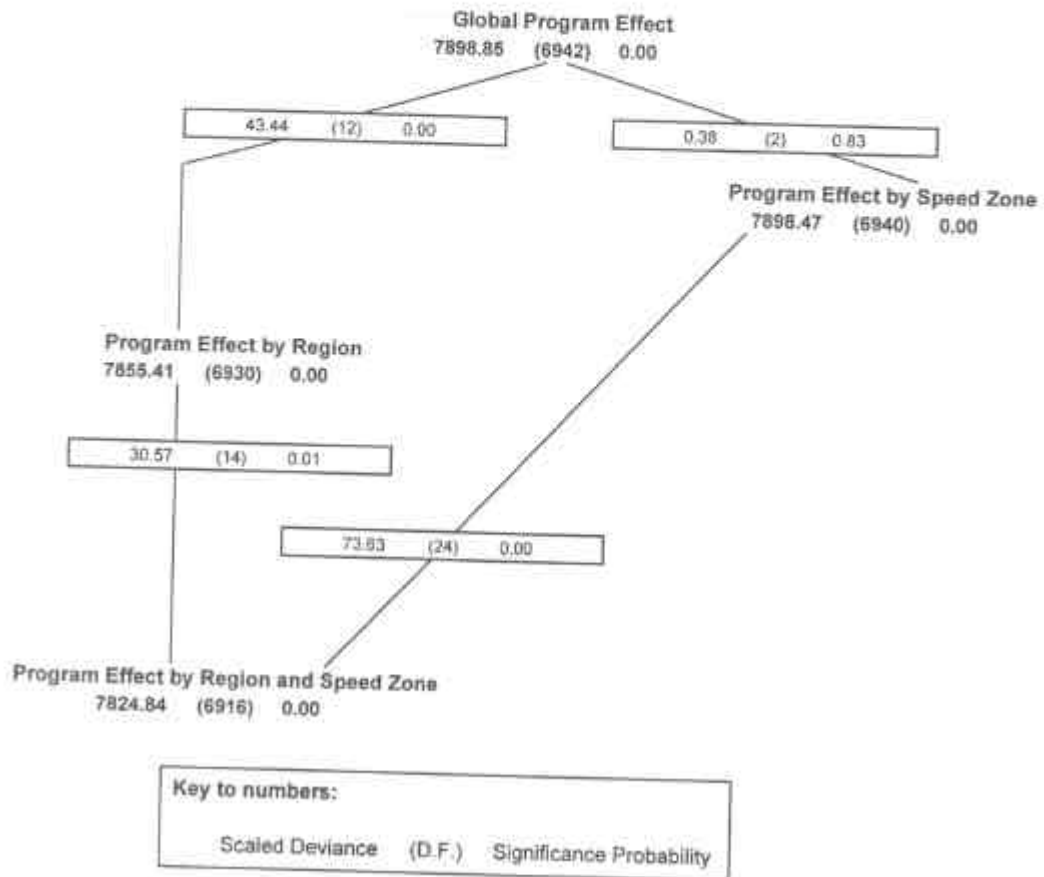 Global Program Effect
7898.85 (6942) 0.00
43.44 (12) 0.00
0.38 (2) 0.83
Program Effect by Speed Zone
7898.47 (6940) 0.00
Program Effect by Region
7855.41 (6930) 0.00
30.57 (14) 0.01
73.63 (24) 0.00
Program Effect by Region and Speed Zone
7824.84 (6916) 0.00
Key to numbers:
Scaled Deviance (D.F.) Significance Probability